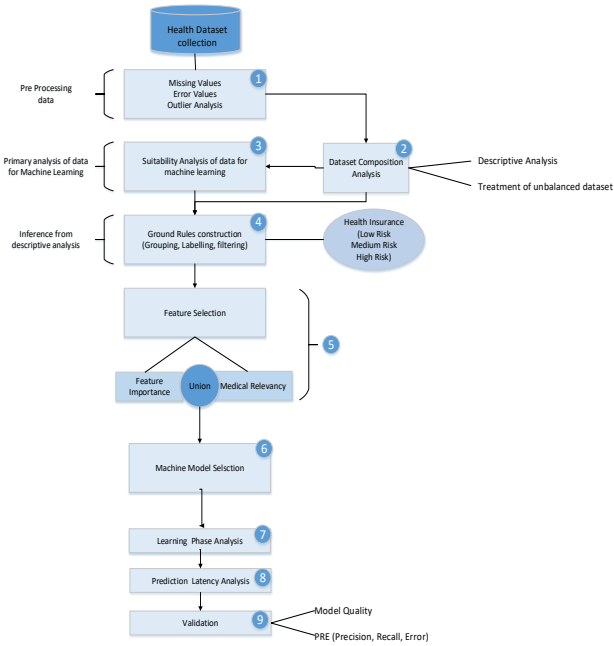 Health Dataset
collection
Pre Processing
data
Missing Values
Error Values
Outlier Analysis
1
Primary analysis of data
for Machine Learning
Suitability Analysis of data for
machine learning
3
Dataset Composition
Analysis
2
Descriptive Analysis
Treatment of unbalanced dataset
Inference from
descriptive analysis
Ground Rules construction
(Grouping, Labelling, filtering)
4
Health Insurance
(Low Risk
Medium Risk
High Risk)
Feature Selection
5
Feature
Importance
Union
Medical Relevancy
6
Machine Model Selsction
Learning Phase Analysis
7
Prediction Latency Analysis
8
Validation
9
Model Quality
PRE (Precision, Recall, Error)